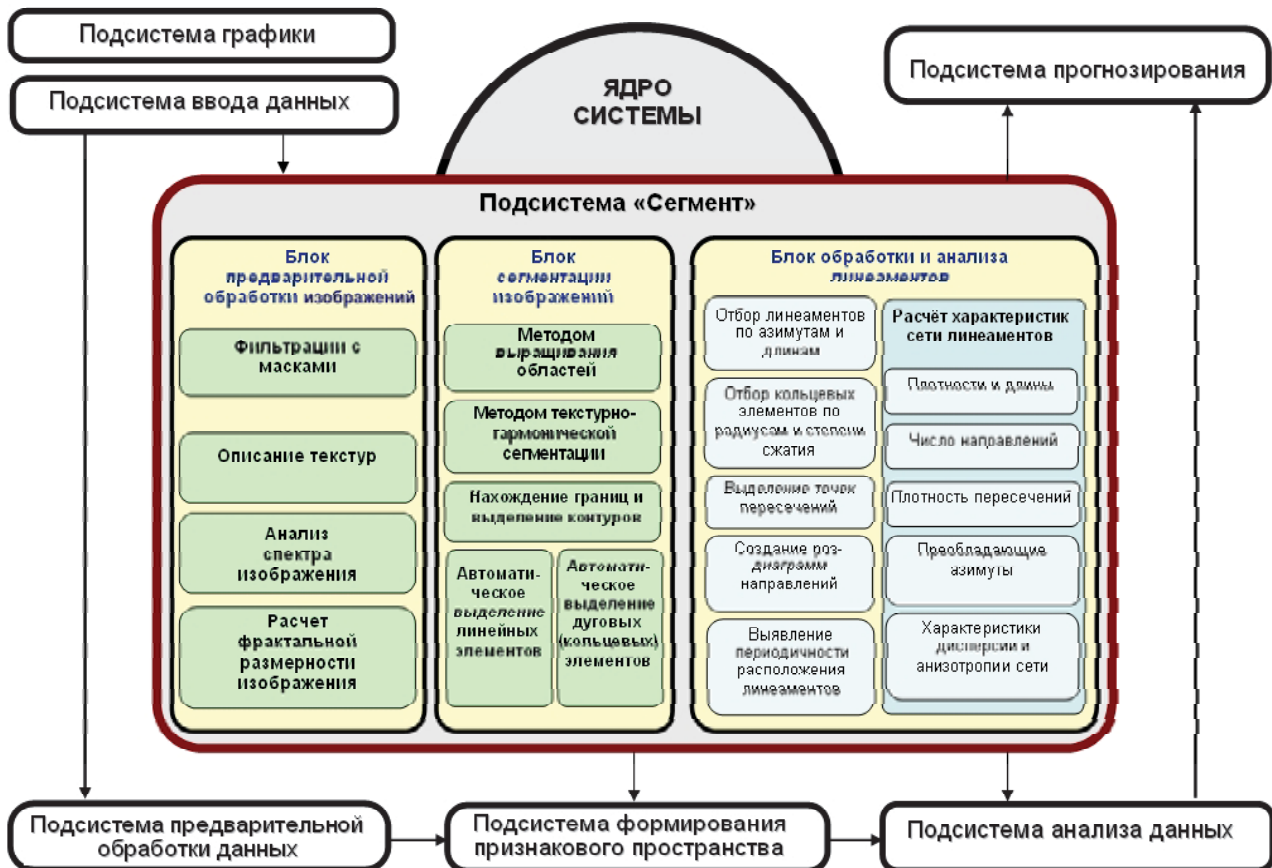 Подсистема графики
Подсистема ввода данных
ЯДРО
СИСТЕМЫ
Подсистема прогнозирования
Подсистема «Сегмент»
Блок
предварительной
обработки изображений
Фильтрации с
масками
Описание текстур
Анализ
спектра
изображения
Расчет
фрактальной
размерности
изображения
Блок
сегментации
изображений
Методом
выращивания
областей
Методом текстурно-
гармонической
сегментации
Нахождение границ и
выделение контуров
Автомати-
ческое
выделение
линейных
элементов
Автомати-
ческое
выделение
дуговых
(кольцевых)
элементов
Блок обработки и анализа
линеаментов
Отбор линеаментов
по азимутам и
длинам
Отбор кольцевых
элементов по
радиусам и степени
сжатия
Выделение точек
пересечений
Создание роз-
диаграмм
направлений
Выявление
периодичности
расположения
линеаментов
Расчёт характеристик
сети линеаментов
Плотности и длины
Число направлений
Плотность пересечений
Преобладающие
азимуты
Характеристики
дисперсии и
анизотропии сети
Подсистема предварительной
обработки данных
Подсистема формирования
признакового пространства
Подсистема анализа данных